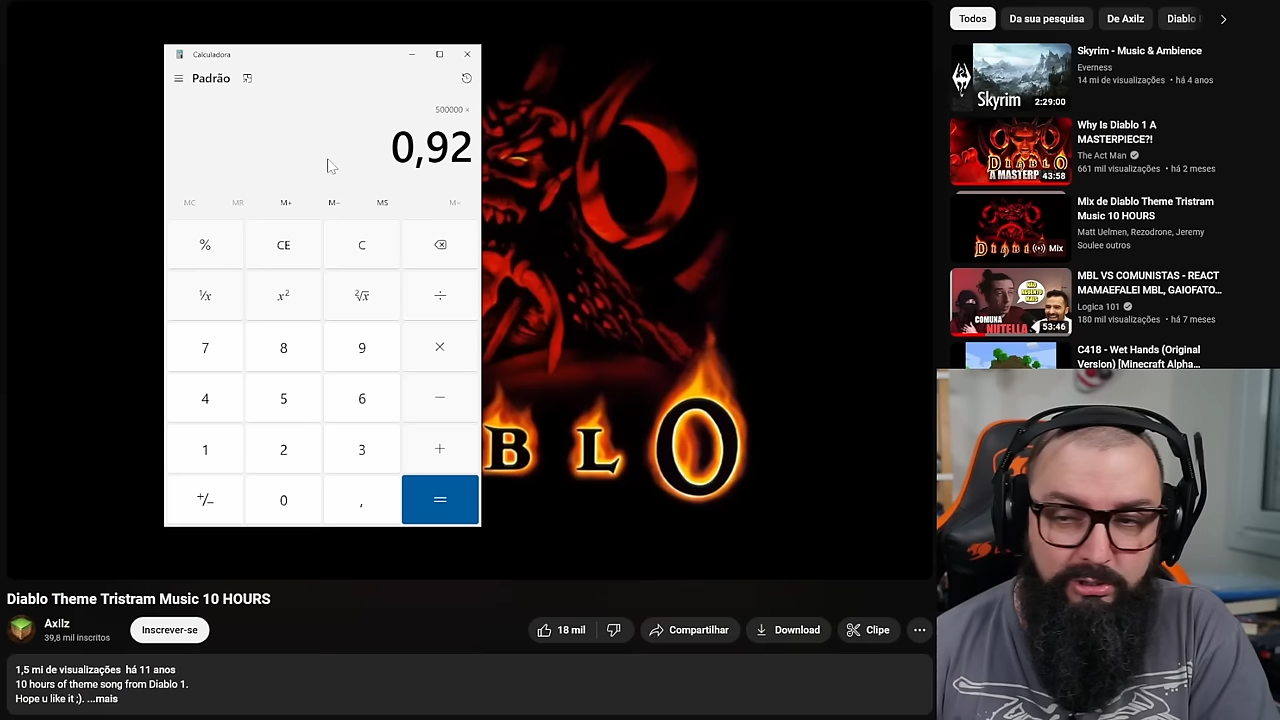 Calculadora
Padrão
500000 ×
0,92
MC MR M+ M− MS M˅
% CE C
¹/x x² ²√x ÷
7 8 9 ×
4 5 6 −
1 2 3 +
+/− 0 , =
B L O
Diablo Theme Tristram Music 10 HOURS
Axilz
39,8 mil inscritos
Inscrever-se
18 mil
Compartilhar
Download
Clipe
1,5 mi de visualizações há 11 anos
10 hours of theme song from Diablo 1.
Hope u like it ;). ...mais
Todos
Da sua pesquisa
De Axilz
Diablo
Skyrim
2:29:00
Skyrim - Music & Ambience
Everness
14 mi de visualizações • há 4 anos
DIABLO
A MASTERP
43:58
Why Is Diablo 1 A
MASTERPIECE?!
The Act Man
661 mil visualizações • há 2 meses
Mix
Mix de Diablo Theme Tristram
Music 10 HOURS
Matt Uelmen, Rezodrone, Jeremy
Soulee outros
COMUNA
NUTELLA
53:46
MBL VS COMUNISTAS - REACT
MAMAEFALEI MBL, GAIOFATO...
Logica 101
180 mil visualizações • há 7 meses
C418 - Wet Hands (Original
Version) [Minecraft Alpha...